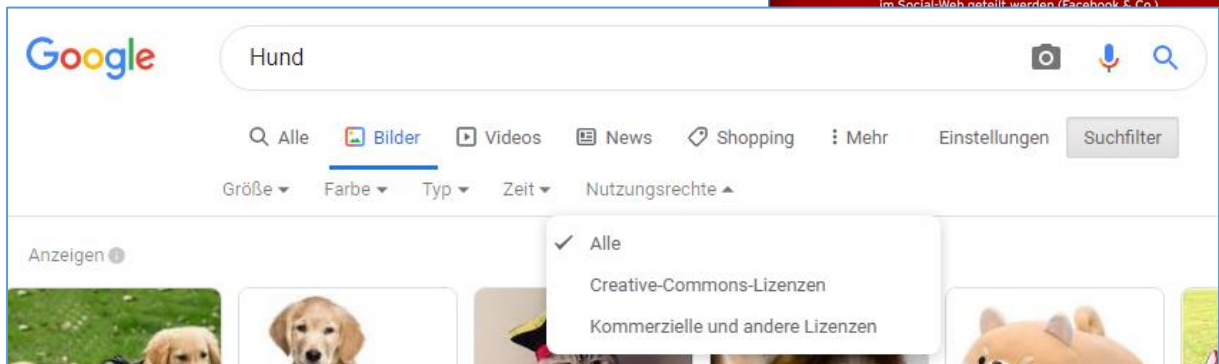 im Social-Web geteilt werden (Facebook & Co.)
Google
Hund
Alle Bilder Videos News Shopping Mehr Einstellungen Suchfilter
Größe Farbe Typ Zeit Nutzungsrechte
Alle
Anzeigen
Creative-Commons-Lizenzen
Kommerzielle und andere Lizenzen